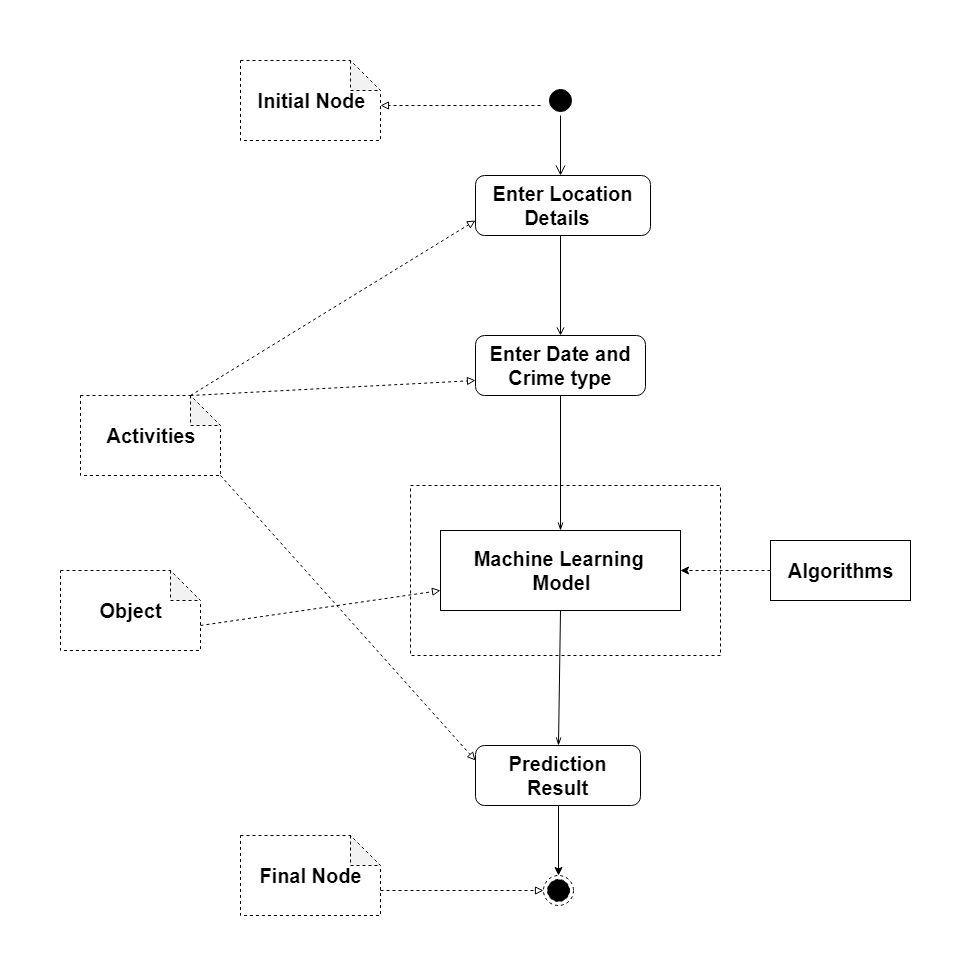 Initial Node
Enter Location
Details
Enter Date and
Crime type
Activities
Machine Learning
Model
Algorithms
Object
Prediction
Result
Final Node